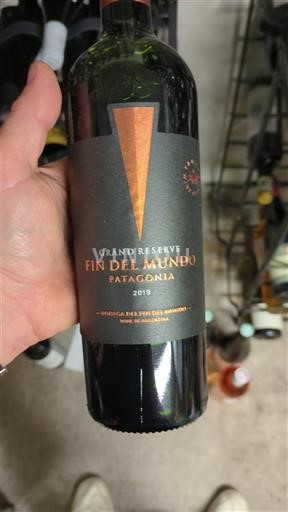 GRAND RESERVE
FIN DEL MUNDO
PATAGONIA
2019
– BODEGA DEL FIN DEL MUNDO –
WINE OF ARGENTINA